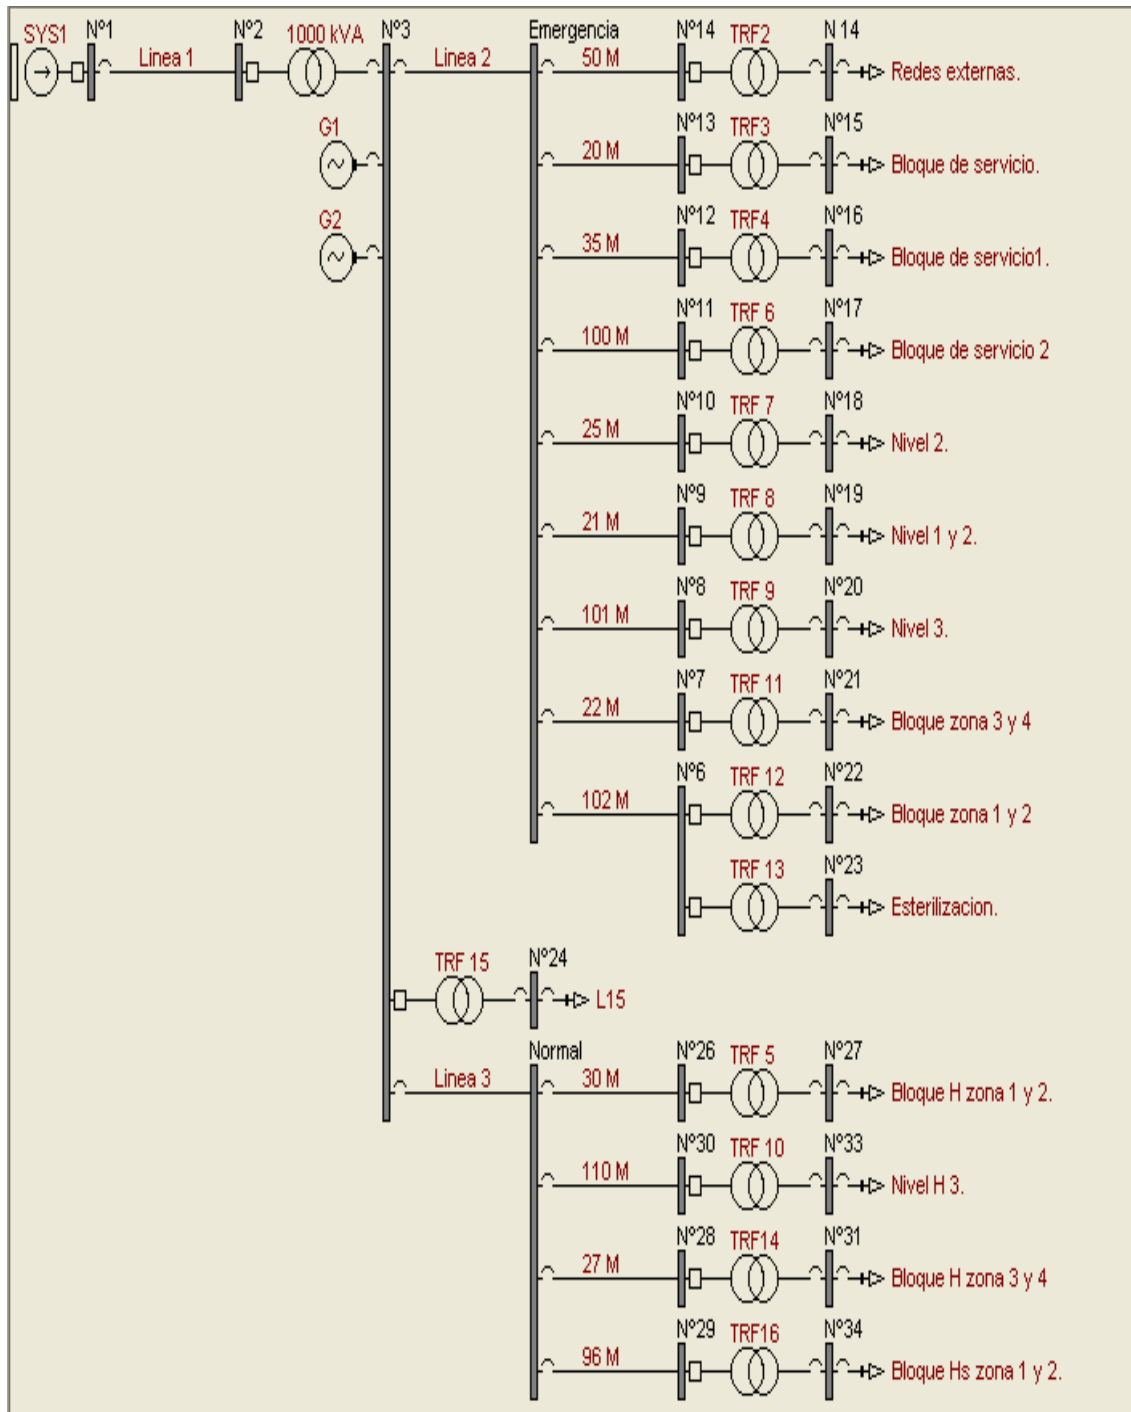 SYS1 Nº1 Linea 1 Nº2 1000 kVA Nº3 Linea 2 Emergencia 50 M Nº14 TRF2 N 14 Redes externas.
G1 20 M Nº13 TRF3 Nº15 Bloque de servicio.
G2 35 M Nº12 TRF4 Nº16 Bloque de servicio1.
100 M Nº11 TRF 6 Nº17 Bloque de servicio 2
25 M Nº10 TRF 7 Nº18 Nivel 2.
21 M Nº9 TRF 8 Nº19 Nivel 1 y 2.
101 M Nº8 TRF 9 Nº20 Nivel 3.
22 M Nº7 TRF 11 Nº21 Bloque zona 3 y 4
102 M Nº6 TRF 12 Nº22 Bloque zona 1 y 2
TRF 13 Nº23 Esterilizacion.
TRF 15 Nº24 L15
Linea 3 Normal 30 M Nº26 TRF 5 Nº27 Bloque H zona 1 y 2.
110 M Nº30 TRF 10 Nº33 Nivel H 3.
27 M Nº28 TRF14 Nº31 Bloque H zona 3 y 4
96 M Nº29 TRF16 Nº34 Bloque Hs zona 1 y 2.